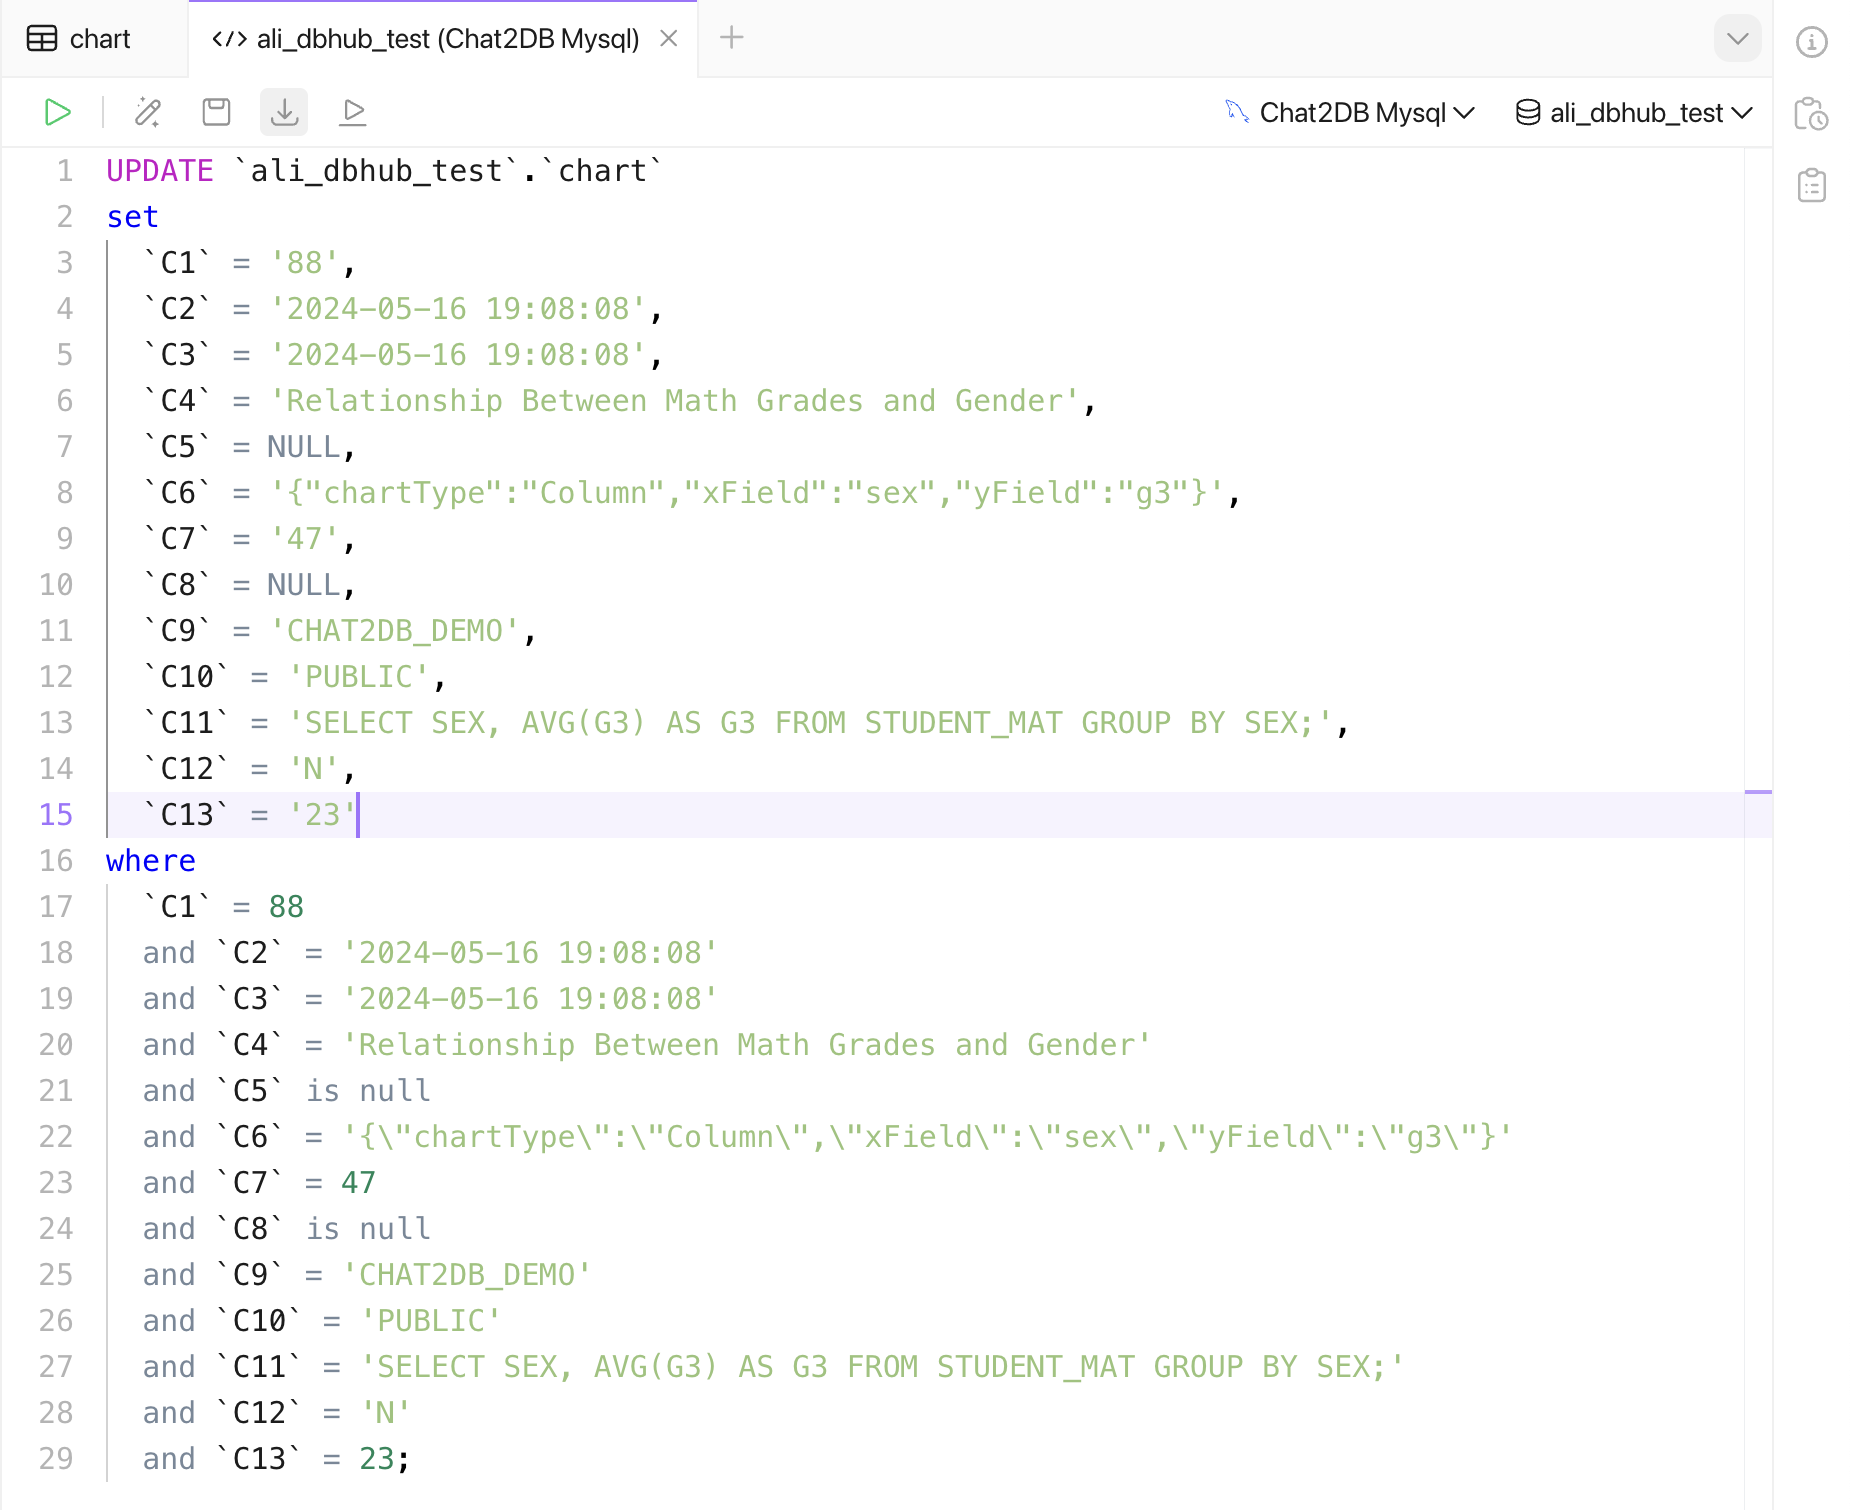 chart
</> ali_dbhub_test (Chat2DB Mysql)
Chat2DB Mysql
ali_dbhub_test
1 UPDATE `ali_dbhub_test`.`chart`
2 set
3 `C1` = '88',
4 `C2` = '2024-05-16 19:08:08',
5 `C3` = '2024-05-16 19:08:08',
6 `C4` = 'Relationship Between Math Grades and Gender',
7 `C5` = NULL,
8 `C6` = '{"chartType":"Column","xField":"sex","yField":"g3"}',
9 `C7` = '47',
10 `C8` = NULL,
11 `C9` = 'CHAT2DB_DEMO',
12 `C10` = 'PUBLIC',
13 `C11` = 'SELECT SEX, AVG(G3) AS G3 FROM STUDENT_MAT GROUP BY SEX;',
14 `C12` = 'N',
15 `C13` = '23'
16 where
17 `C1` = 88
18 and `C2` = '2024-05-16 19:08:08'
19 and `C3` = '2024-05-16 19:08:08'
20 and `C4` = 'Relationship Between Math Grades and Gender'
21 and `C5` is null
22 and `C6` = '{\"chartType\":\"Column\",\"xField\":\"sex\",\"yField\":\"g3\"}'
23 and `C7` = 47
24 and `C8` is null
25 and `C9` = 'CHAT2DB_DEMO'
26 and `C10` = 'PUBLIC'
27 and `C11` = 'SELECT SEX, AVG(G3) AS G3 FROM STUDENT_MAT GROUP BY SEX;'
28 and `C12` = 'N'
29 and `C13` = 23;